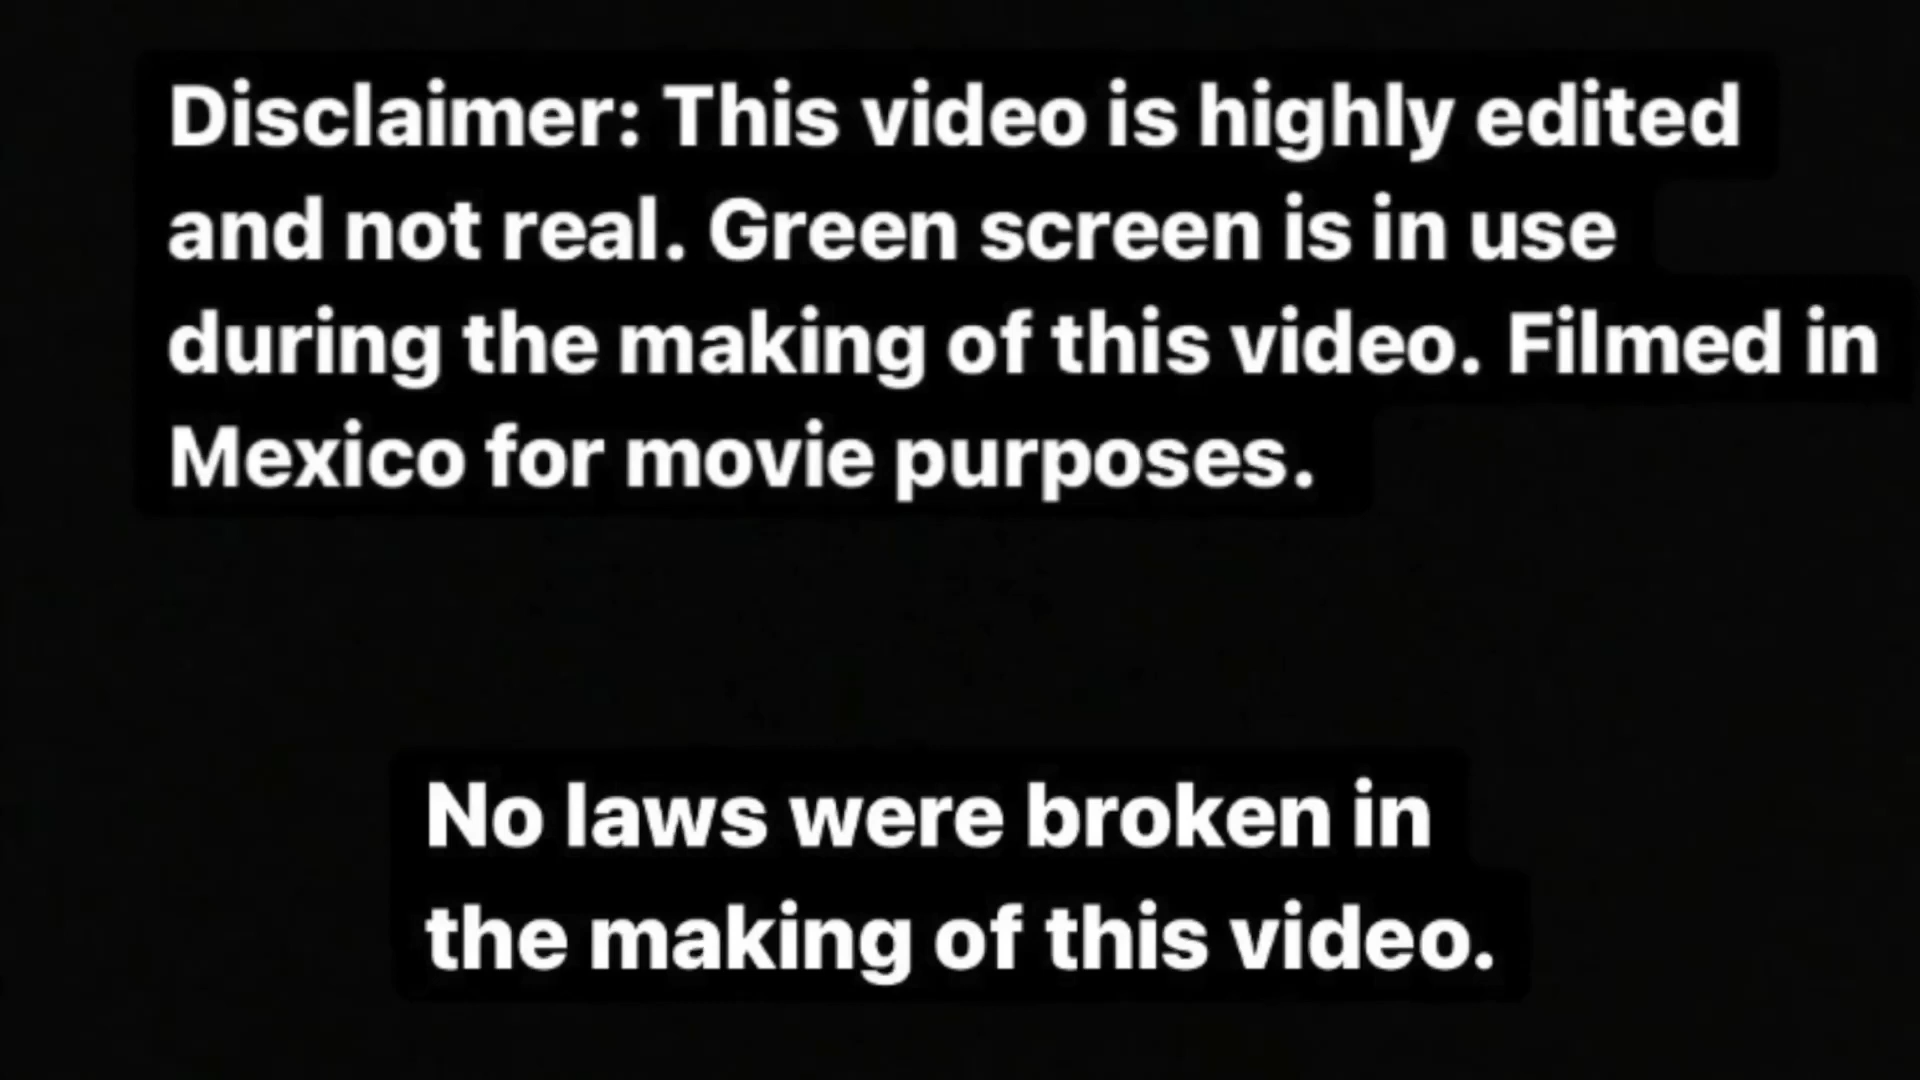 Disclaimer: This video is highly edited
and not real. Green screen is in use
during the making of this video. Filmed in
Mexico for movie purposes.
No laws were broken in
the making of this video.